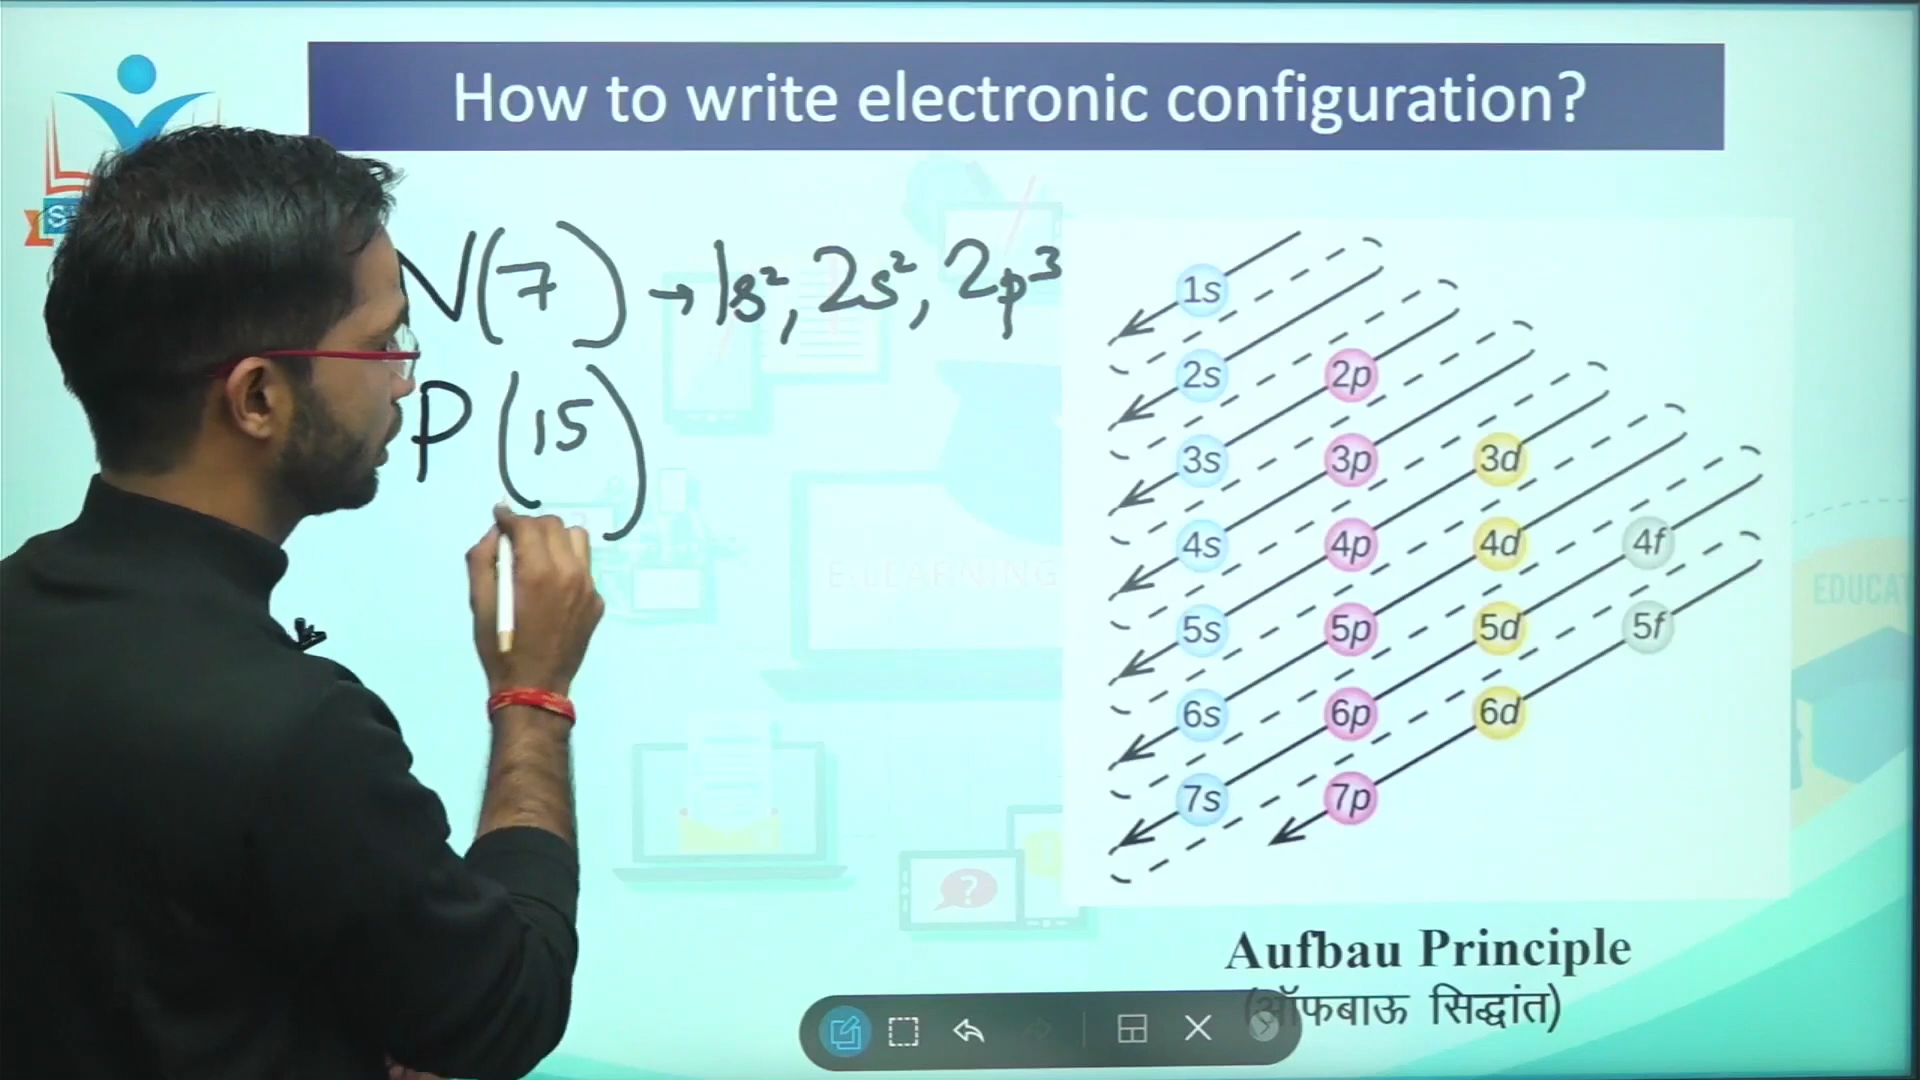 How to write electronic configuration?
N(7) → 1s², 2s², 2p³
P(15)
1s
2s 2p
3s 3p 3d
4s 4p 4d 4f
5s 5p 5d 5f
6s 6p 6d
7s 7p
E-LEARNING
?
Aufbau Principle
(ऑफबाऊ सिद्धांत)